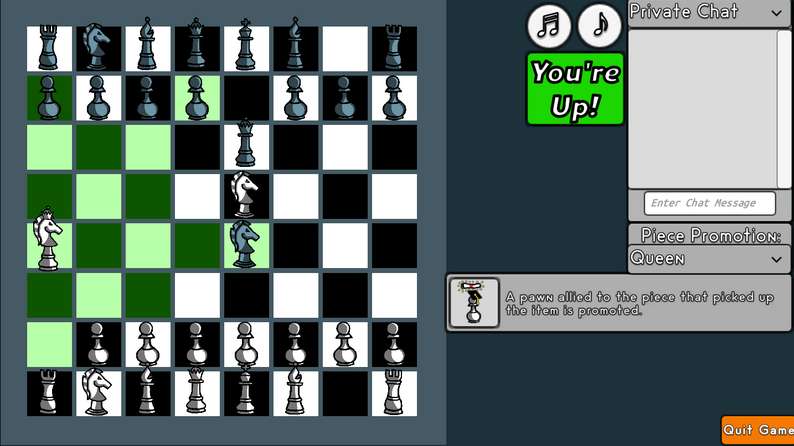 Private Chat
You're
Up!
Enter Chat Message
Piece Promotion:
Queen
A pawn allied to the piece that picked up
the item is promoted.
Quit Game